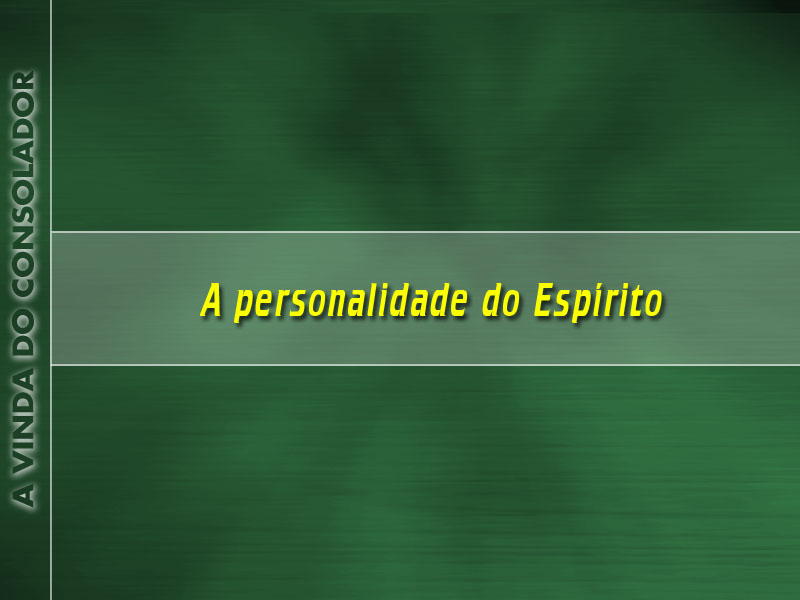 A VINDA DO CONSOLADOR
A personalidade do Espírito